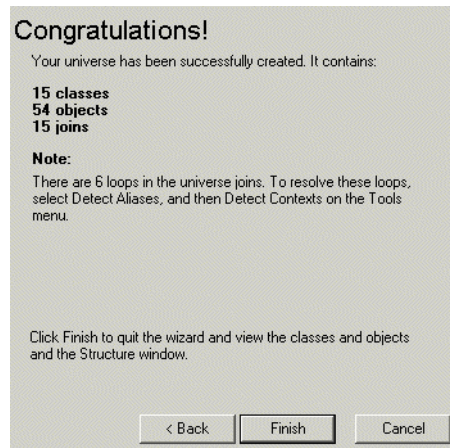 Congratulations!
Your universe has been successfully created. It contains:
15 classes
54 objects
15 joins
Note:
There are 6 loops in the universe joins. To resolve these loops,
select Detect Aliases, and then Detect Contexts on the Tools
menu.
Click Finish to quit the wizard and view the classes and objects
and the Structure window.
< Back Finish Cancel